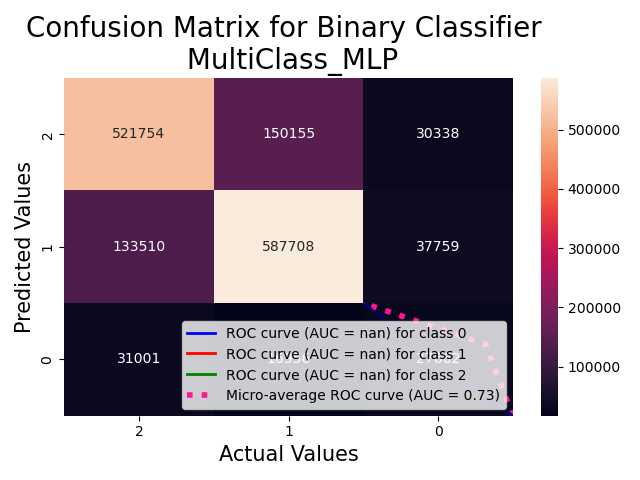 Confusion Matrix for Binary Classifier
MultiClass_MLP
Predicted Values
2
521754 150155 30338
1
133510 587708 37759
0
31001
ROC curve (AUC = nan) for class 0
ROC curve (AUC = nan) for class 1
ROC curve (AUC = nan) for class 2
Micro-average ROC curve (AUC = 0.73)
2 1 0
Actual Values
500000
400000
300000
200000
100000